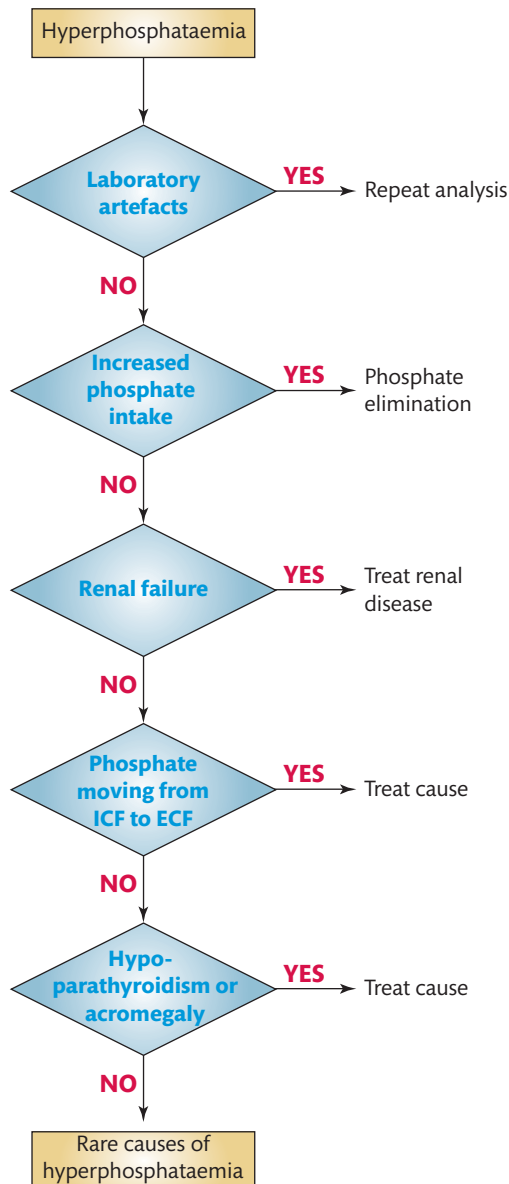 Hyperphosphataemia
Laboratory
artefacts
YES
Repeat analysis
NO
Increased
phosphate
intake
YES
Phosphate
elimination
NO
Renal failure
YES
Treat renal
disease
NO
Phosphate
moving from
ICF to ECF
YES
Treat cause
NO
Hypo-
parathyroidism or
acromegaly
YES
Treat cause
NO
Rare causes of
hyperphosphataemia